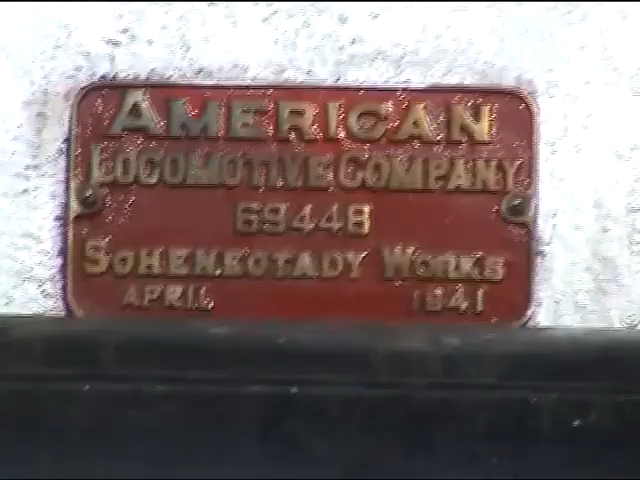 AMERICAN
LOCOMOTIVE COMPANY
69448
SCHENECTADY WORKS
APRIL 1941